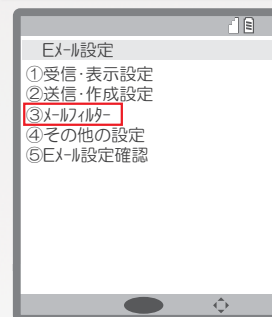 Eﾒｰﾙ設定
①受信･表示設定
②送信･作成設定
③ﾒｰﾙﾌｨﾙﾀｰ
④その他の設定
⑤Eﾒｰﾙ設定確認